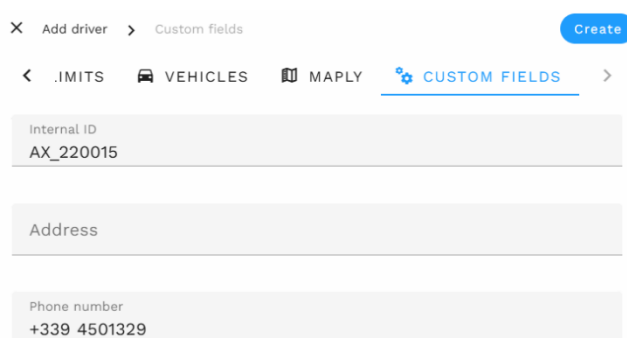 Add driver > Custom fields
Create
.IMITS VEHICLES MAPLY CUSTOM FIELDS
Internal ID
AX_220015
Address
Phone number
+339 4501329